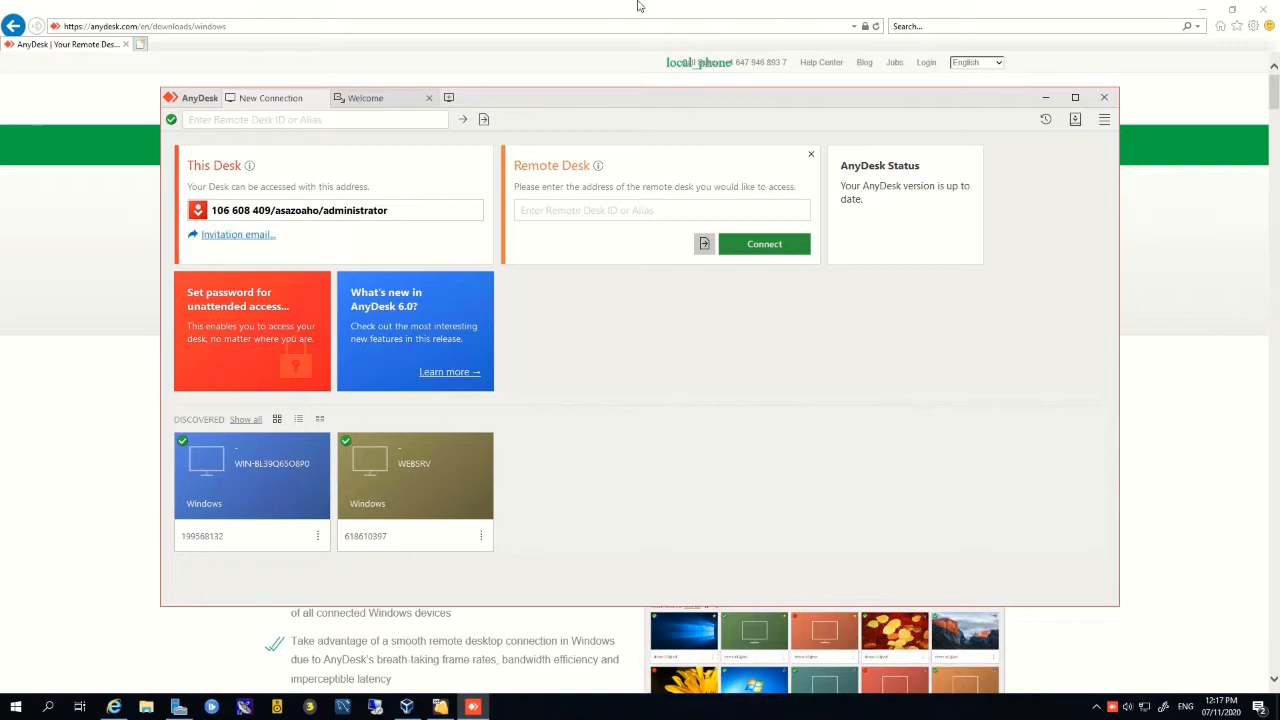 https://anydesk.com/en/downloads/windows
Search...
AnyDesk | Your Remote Des...
local_phone
647 946 893 7
Help Center
Blog
Jobs
Login
English
AnyDesk
New Connection
Welcome
Enter Remote Desk ID or Alias
This Desk
Your Desk can be accessed with this address.
106 608 409/asazoaho/administrator
Invitation email...
Remote Desk
Please enter the address of the remote desk you would like to access.
Enter Remote Desk ID or Alias
Connect
AnyDesk Status
Your AnyDesk version is up to
date.
Set password for
unattended access...
This enables you to access your
desk, no matter where you are.
What's new in
AnyDesk 6.0?
Check out the most interesting
new features in this release.
Learn more →
DISCOVERED
Show all
-
WIN-BL39Q65O8P0
Windows
199568132
-
WEBSRV
Windows
618610397
of all connected Windows devices
Take advantage of a smooth remote desktop connection in Windows
due to AnyDesk's breath-taking frame rates, bandwidth efficiency and
imperceptible latency
ENG
12:17 PM
07/11/2020
2